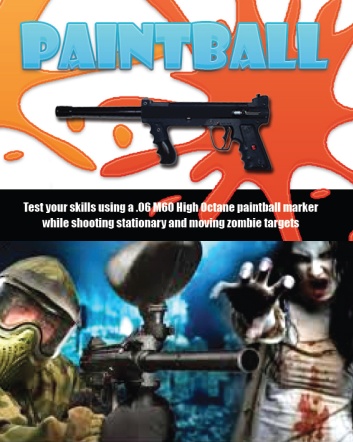 PAINTBALL
Test your skills using a .06 M60 High Octane paintball marker
while shooting stationary and moving zombie targets